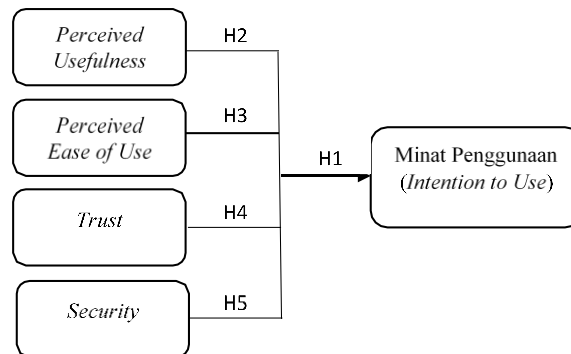 Perceived
Usefulness
H2
Perceived
Ease of Use
H3
H1
Minat Penggunaan
(Intention to Use)
Trust
H4
Security
H5